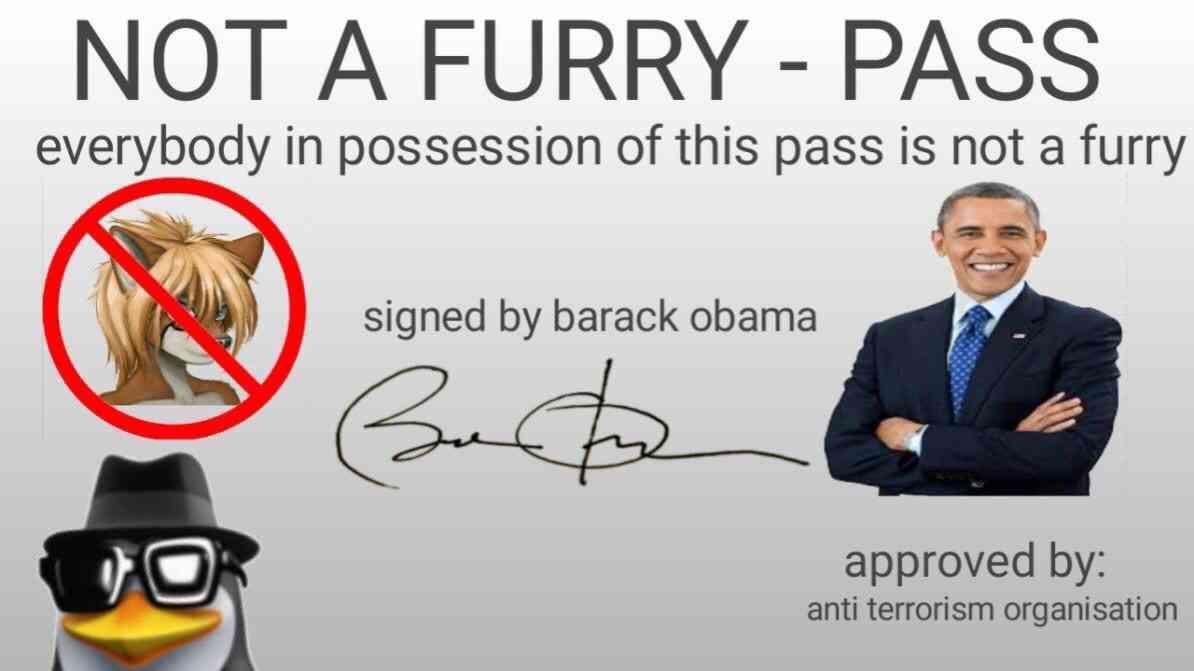 NOT A FURRY - PASS
everybody in possession of this pass is not a furry
signed by barack obama
approved by:
anti terrorism organisation